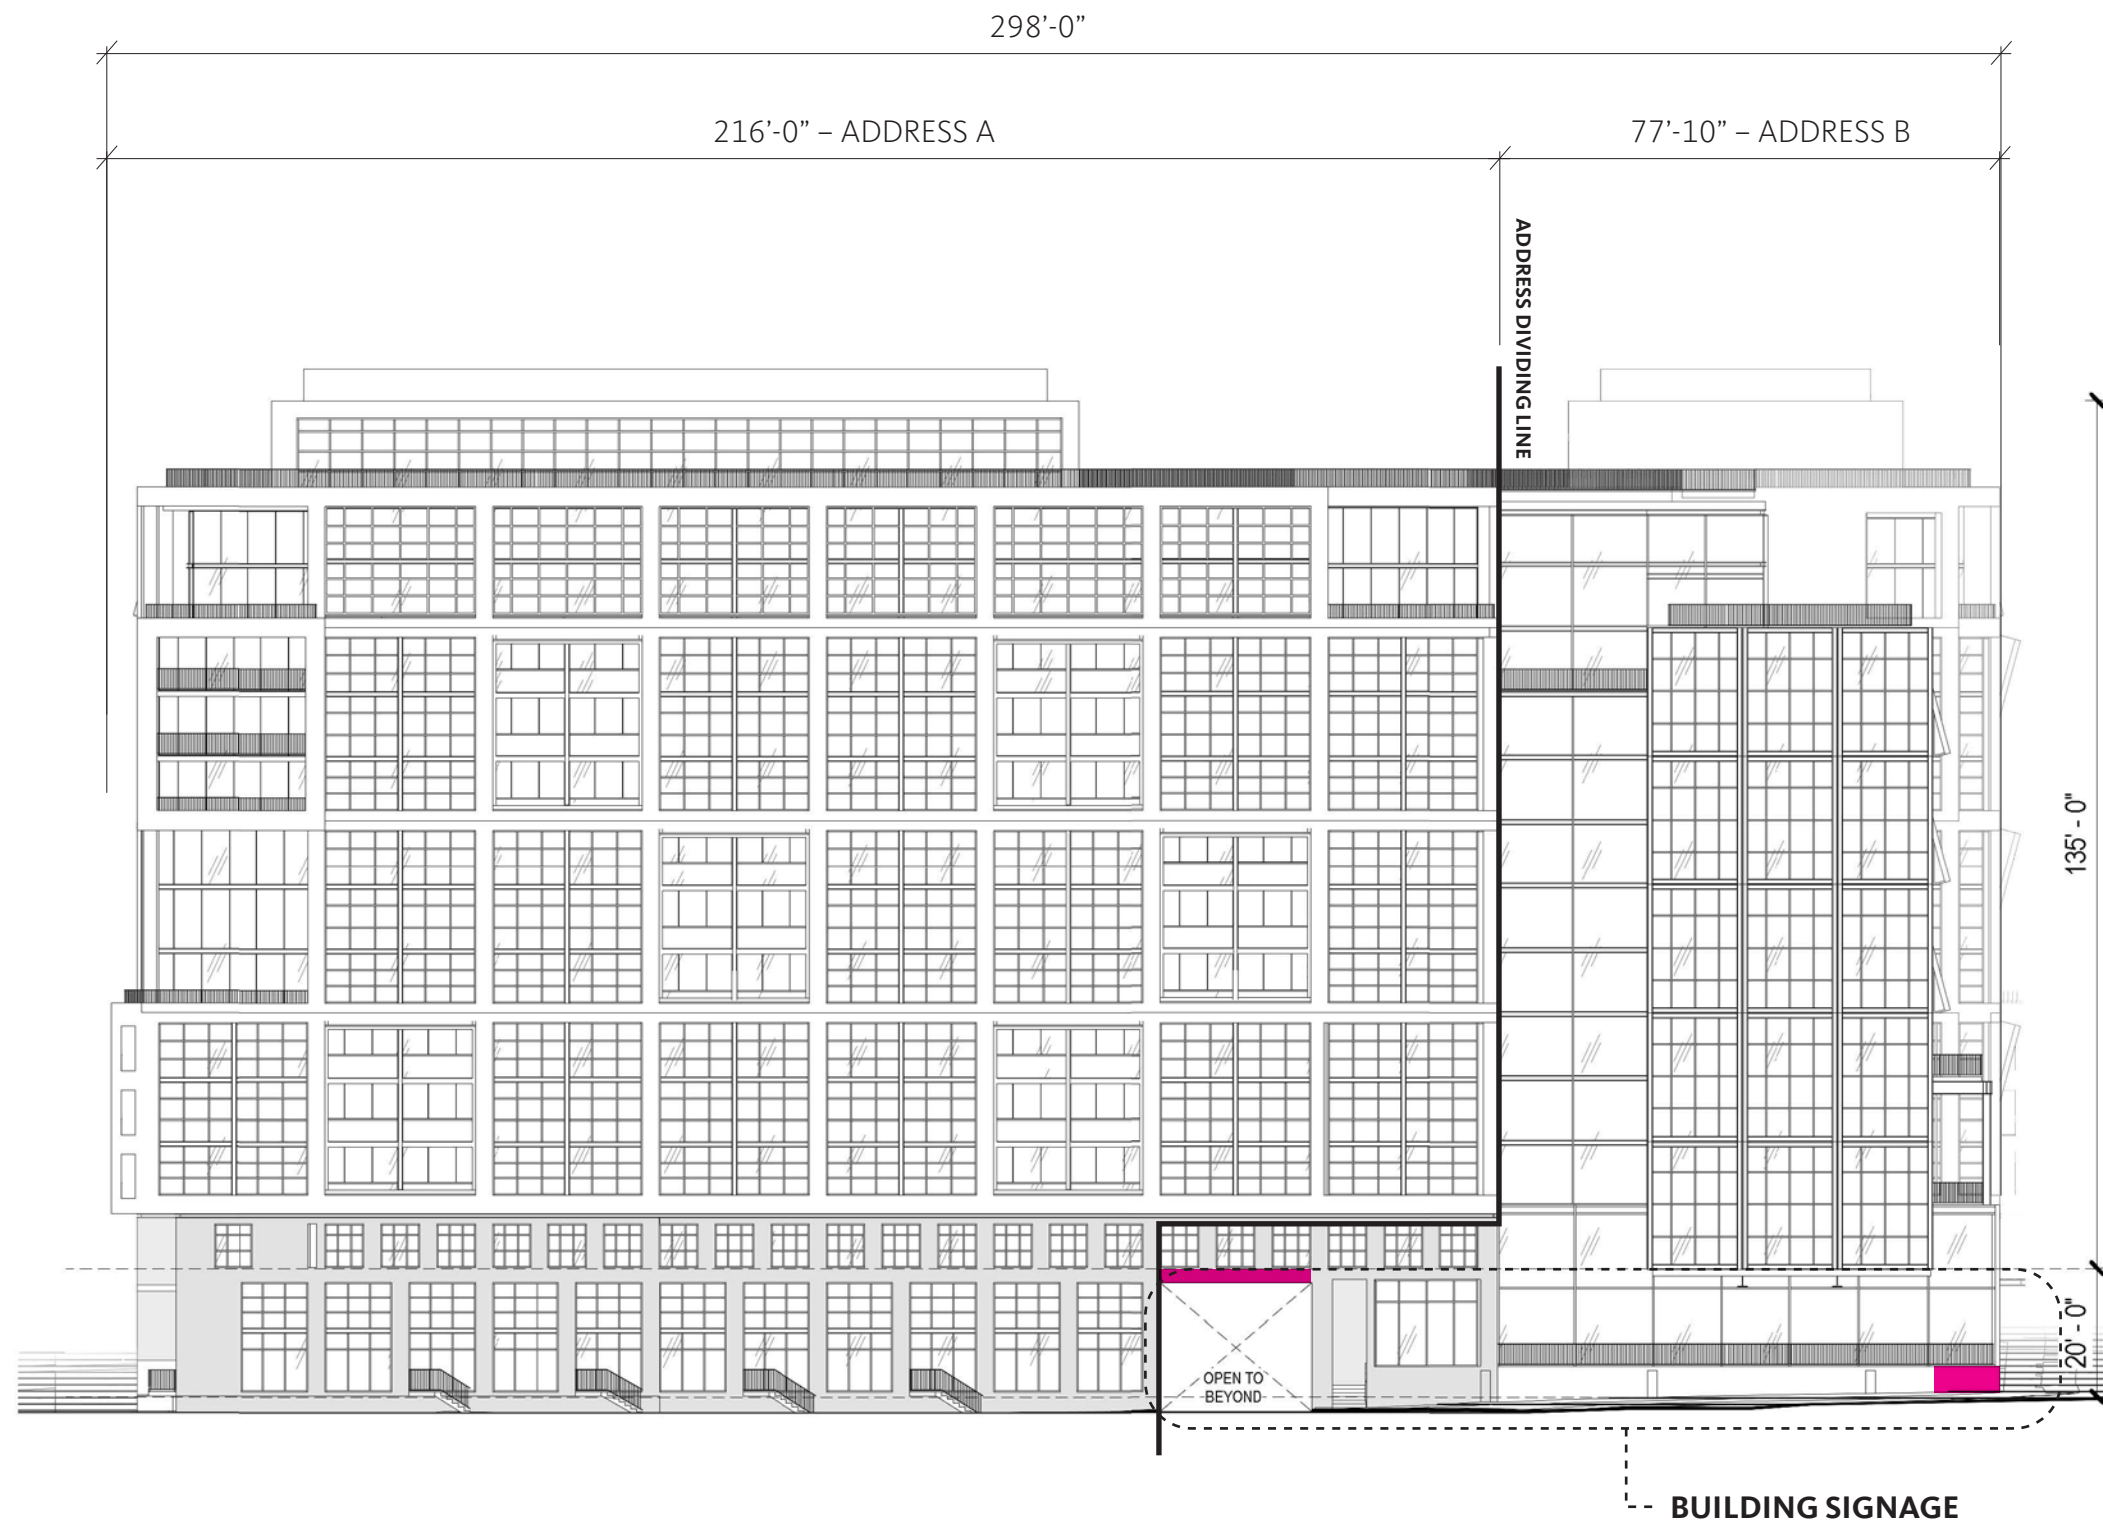 298’-0”
216’-0” – ADDRESS A
77’-10” – ADDRESS B
ADDRESS DIVIDING LINE
135' - 0"
20' - 0"
OPEN TO
BEYOND
BUILDING SIGNAGE